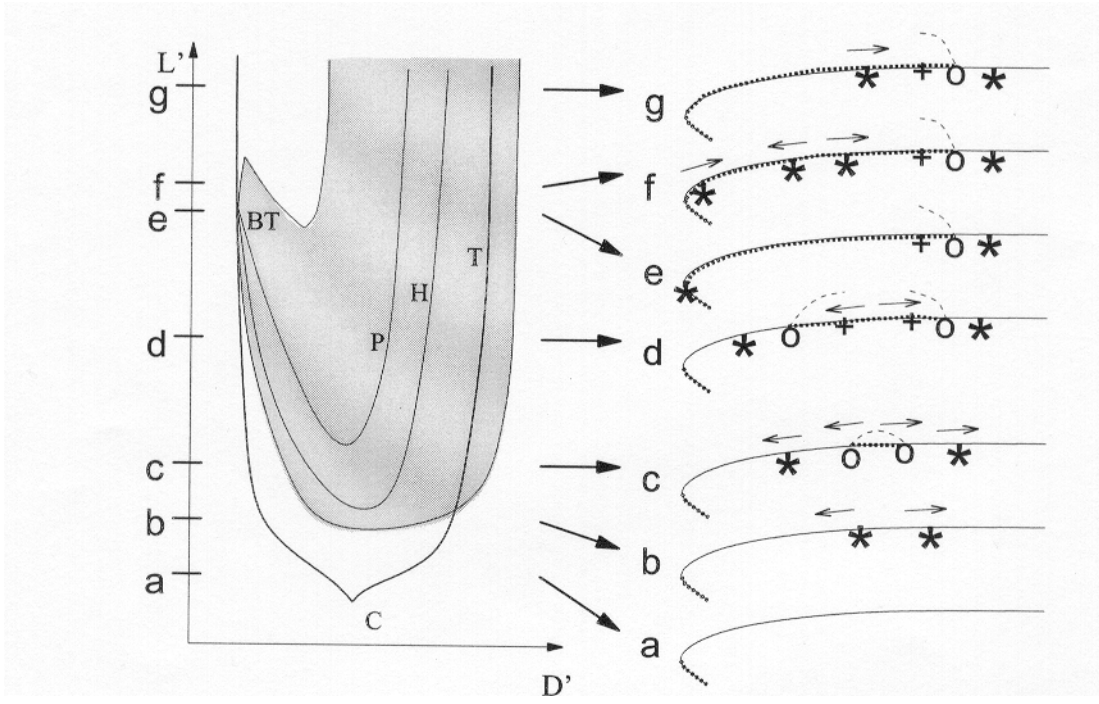 L'
g
f
e
d
c
b
a
BT
P
H
T
C
D'
g
* + o *
f
* * * + o *
e
* + o *
d
* o + + o *
c
* o o *
b
* *
a